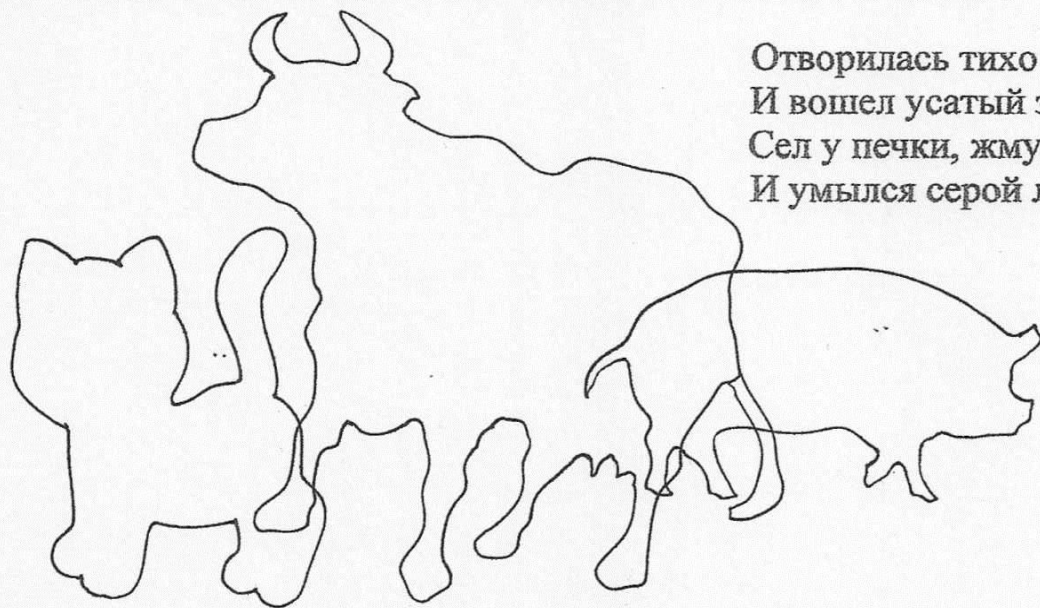 Отворилась тихо
И вошел усатый
Сел у печки,
И умылся серой